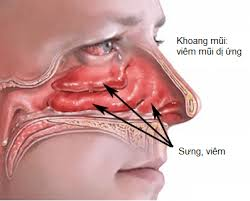 Khoang mũi:
viêm mũi dị ứng
Sưng, viêm